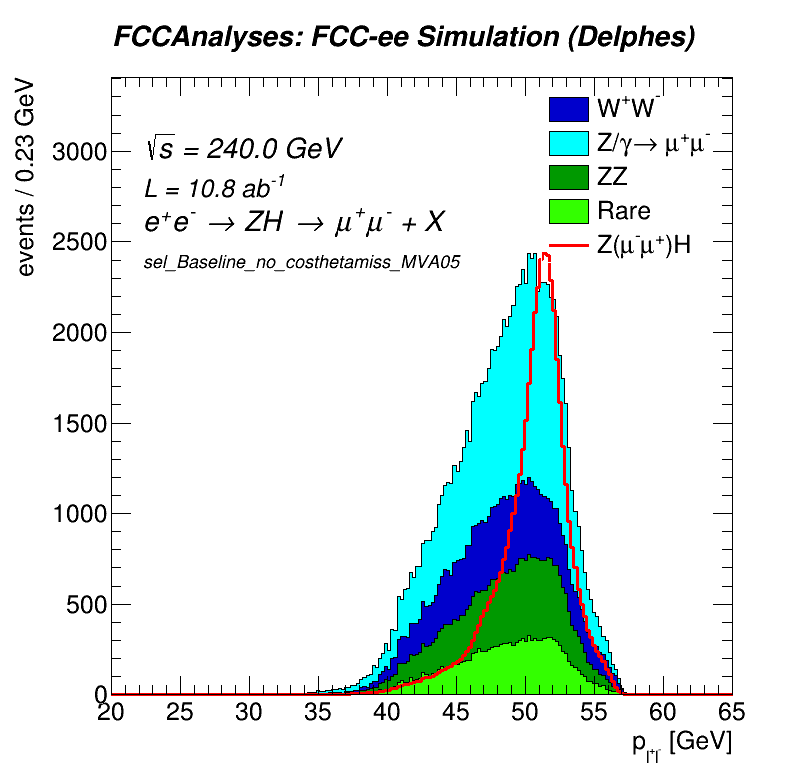 FCCAnalyses: FCC-ee Simulation (Delphes)
events / 0.23 GeV
√s = 240.0 GeV
L = 10.8 ab⁻¹
e⁺e⁻ → ZH → μ⁺μ⁻ + X
sel_Baseline_no_costhetamiss_MVA05
W⁺W⁻
Z/γ→ μ⁺μ⁻
ZZ
Rare
Z(μ⁻μ⁺)H
3000
2500
2000
1500
1000
500
0
20 25 30 35 40 45 50 55 60 65
p_l⁺l⁻ [GeV]